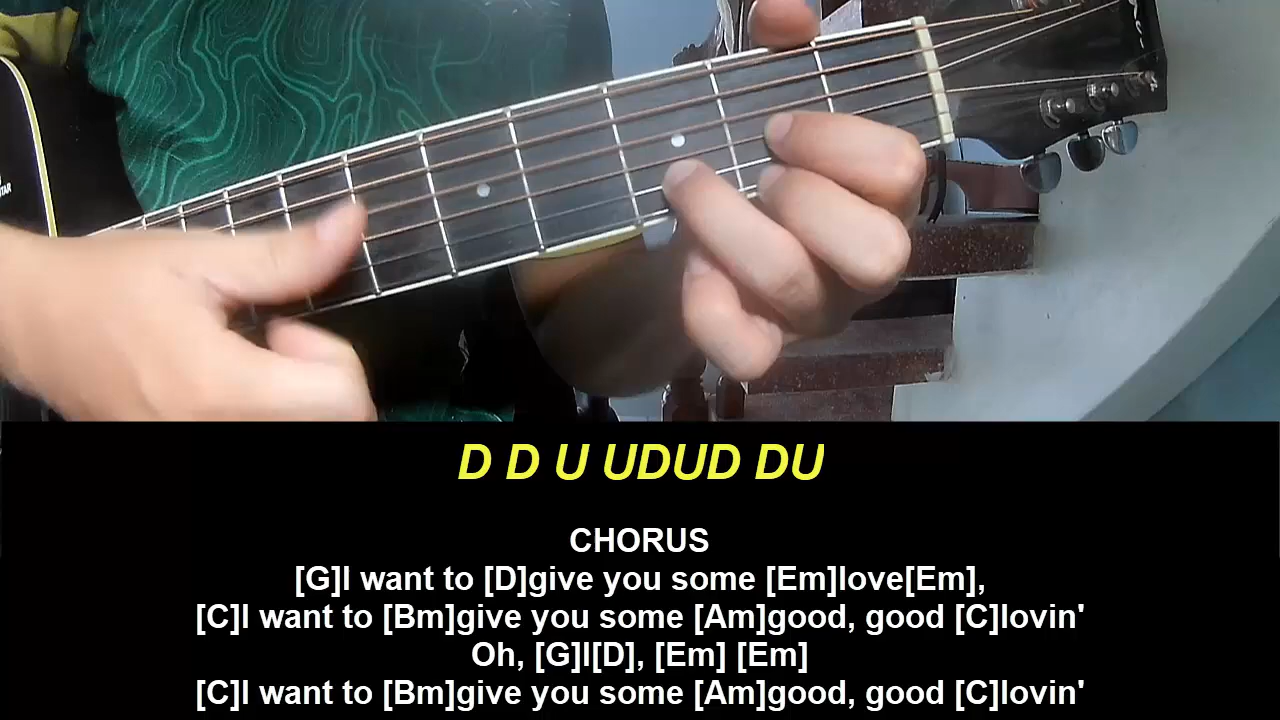 TAR
D D U UDUD DU
CHORUS
[G]I want to [D]give you some [Em]love[Em],
[C]I want to [Bm]give you some [Am]good, good [C]lovin'
Oh, [G]I[D], [Em] [Em]
[C]I want to [Bm]give you some [Am]good, good [C]lovin'